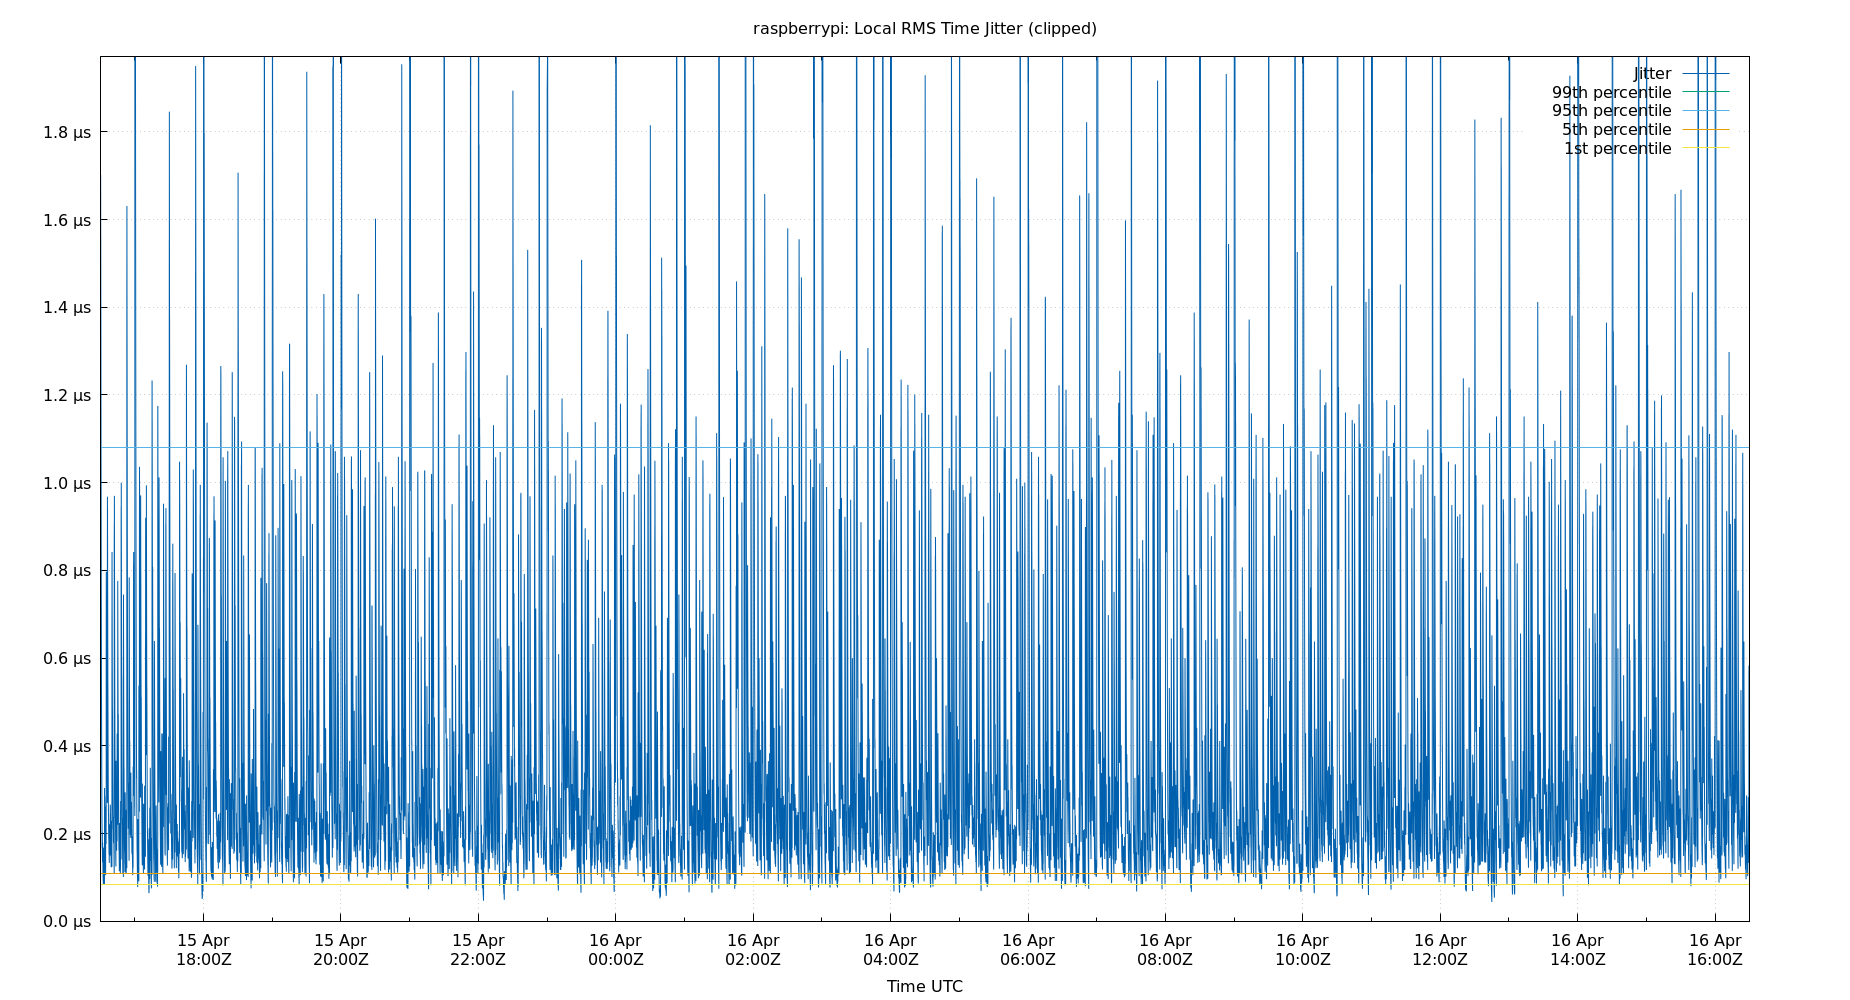 raspberrypi: Local RMS Time Jitter (clipped)
Jitter
99th percentile
95th percentile
5th percentile
1st percentile
1.8 µs
1.6 µs
1.4 µs
1.2 µs
1.0 µs
0.8 µs
0.6 µs
0.4 µs
0.2 µs
0.0 µs
15 Apr 15 Apr 15 Apr 16 Apr 16 Apr 16 Apr 16 Apr 16 Apr 16 Apr 16 Apr 16 Apr 16 Apr
18:00Z 20:00Z 22:00Z 00:00Z 02:00Z 04:00Z 06:00Z 08:00Z 10:00Z 12:00Z 14:00Z 16:00Z
Time UTC